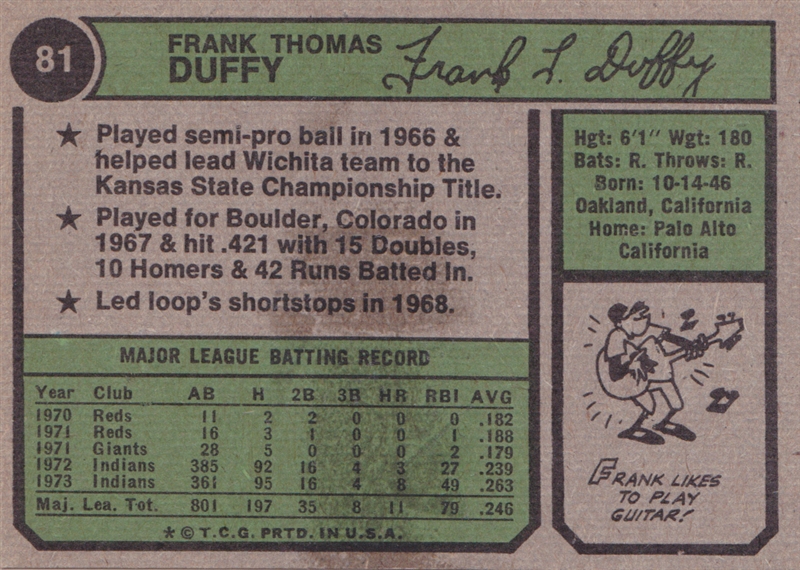 81
FRANK THOMAS
DUFFY
Frank T. Duffy
★ Played semi-pro ball in 1966 &
helped lead Wichita team to the
Kansas State Championship Title.
★ Played for Boulder, Colorado in
1967 & hit .421 with 15 Doubles,
10 Homers & 42 Runs Batted In.
★ Led loop's shortstops in 1968.
Hgt: 6'1" Wgt: 180
Bats: R. Throws: R.
Born: 10-14-46
Oakland, California
Home: Palo Alto
California
MAJOR LEAGUE BATTING RECORD
Year Club AB H 2B 3B HR RBI AVG
1970 Reds 11 2 2 0 0 0 .182
1971 Reds 16 3 1 0 0 1 .188
1971 Giants 28 5 0 0 0 2 .179
1972 Indians 385 92 16 4 3 27 .239
1973 Indians 361 95 16 4 8 49 .263
Maj. Lea. Tot. 801 197 35 8 11 79 .246
* © T.C.G. PRTD. IN U.S.A.
FRANK LIKES
TO PLAY
GUITAR!